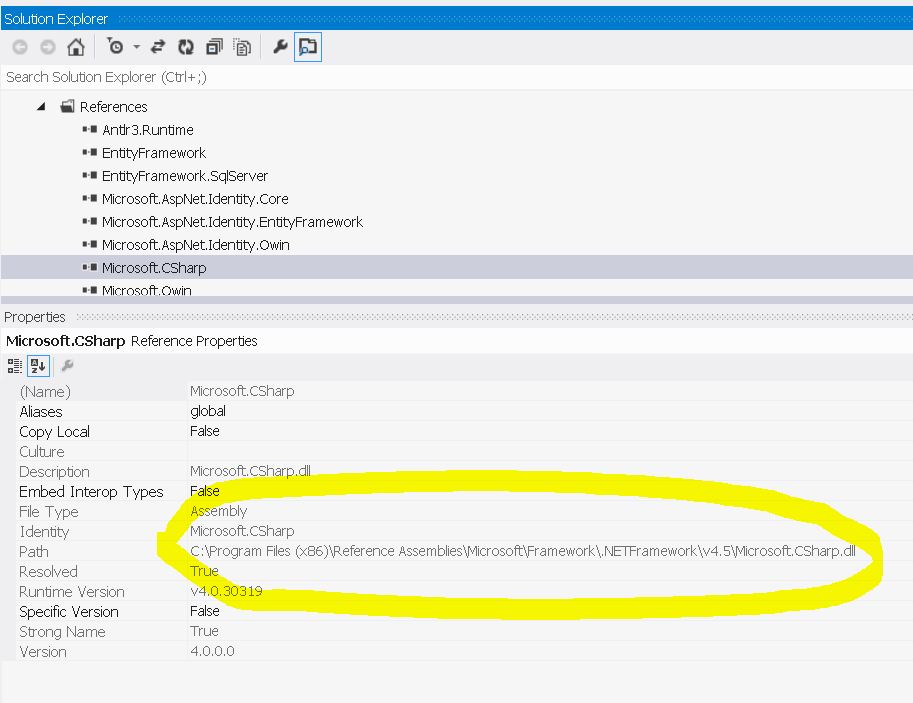 Solution Explorer
Search Solution Explorer (Ctrl+;)
References
Antlr3.Runtime
EntityFramework
EntityFramework.SqlServer
Microsoft.AspNet.Identity.Core
Microsoft.AspNet.Identity.EntityFramework
Microsoft.AspNet.Identity.Owin
Microsoft.CSharp
Microsoft.Owin
Properties
Microsoft.CSharp Reference Properties
(Name) Microsoft.CSharp
Aliases global
Copy Local False
Culture
Description Microsoft.CSharp.dll
Embed Interop Types False
File Type Assembly
Identity Microsoft.CSharp
Path C:\Program Files (x86)\Reference Assemblies\Microsoft\Framework\.NETFramework\v4.5\Microsoft.CSharp.dll
Resolved True
Runtime Version v4.0.30319
Specific Version False
Strong Name True
Version 4.0.0.0